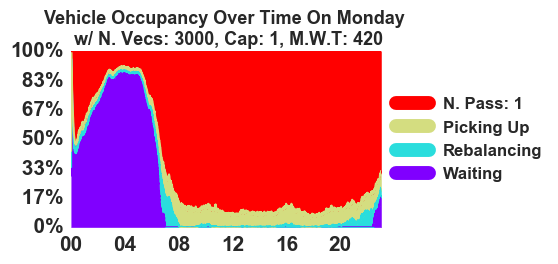 Vehicle Occupancy Over Time On Monday
w/ N. Vecs: 3000, Cap: 1, M.W.T: 420
100%
83%
67%
50%
33%
17%
0%
00 04 08 12 16 20
N. Pass: 1
Picking Up
Rebalancing
Waiting